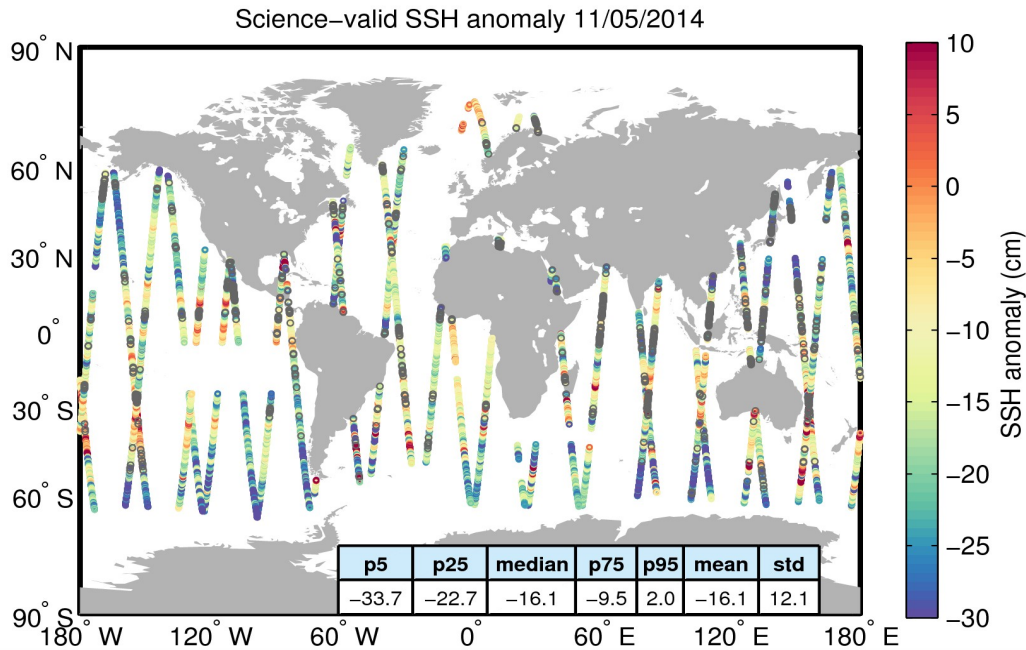 Science−valid SSH anomaly 11/05/2014
90° N
60° N
30° N
0°
30° S
60° S
90° S
180° W
120° W
60° W
0°
60° E
120° E
180° E
p5 p25 median p75 p95 mean std
−33.7 −22.7 −16.1 −9.5 2.0 −16.1 12.1
10
5
0
−5
−10
−15
−20
−25
−30
SSH anomaly (cm)